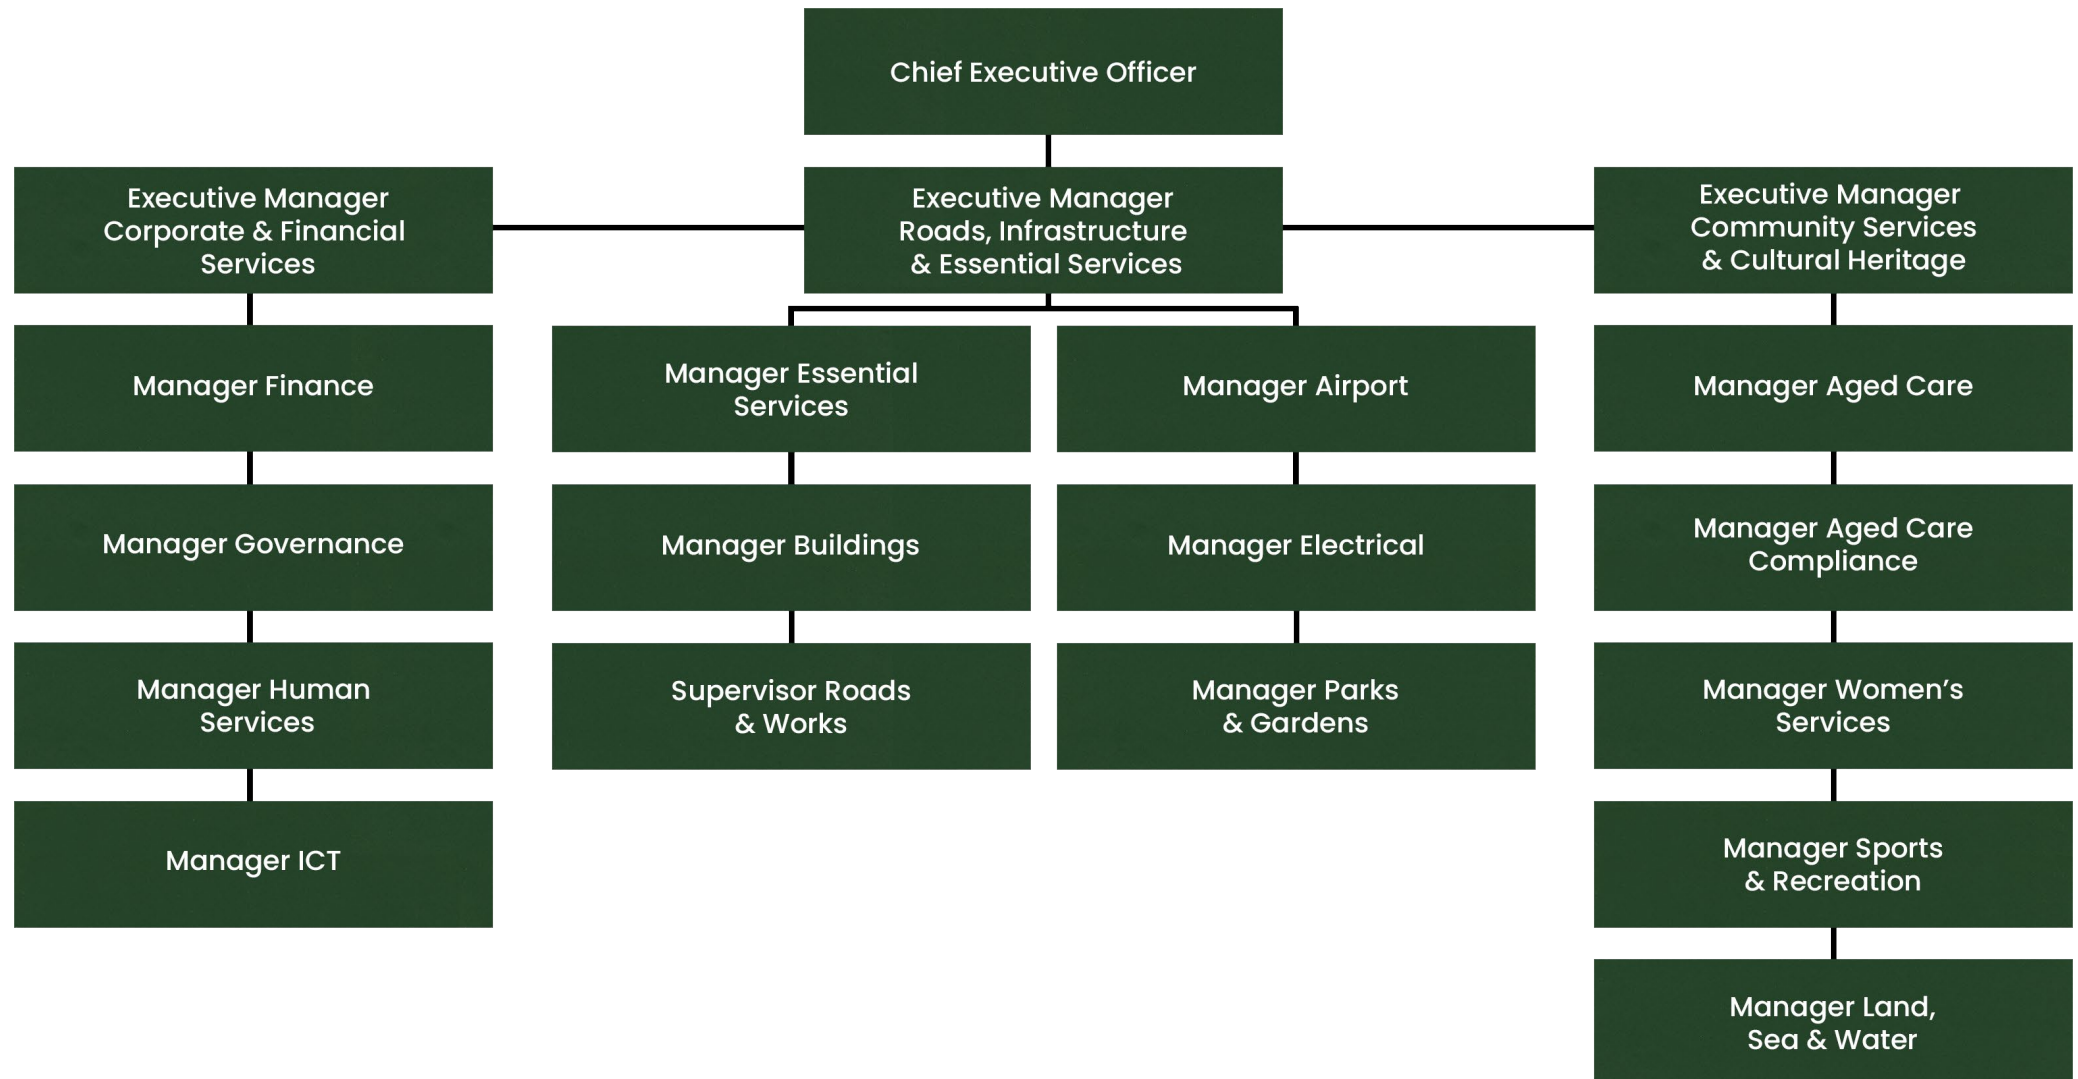 Chief Executive Officer
Executive Manager
Corporate & Financial
Services
Executive Manager
Roads, Infrastructure
& Essential Services
Executive Manager
Community Services
& Cultural Heritage
Manager Finance
Manager Governance
Manager Human
Services
Manager ICT
Manager Essential
Services
Manager Buildings
Supervisor Roads
& Works
Manager Airport
Manager Electrical
Manager Parks
& Gardens
Manager Aged Care
Manager Aged Care
Compliance
Manager Women’s
Services
Manager Sports
& Recreation
Manager Land,
Sea & Water